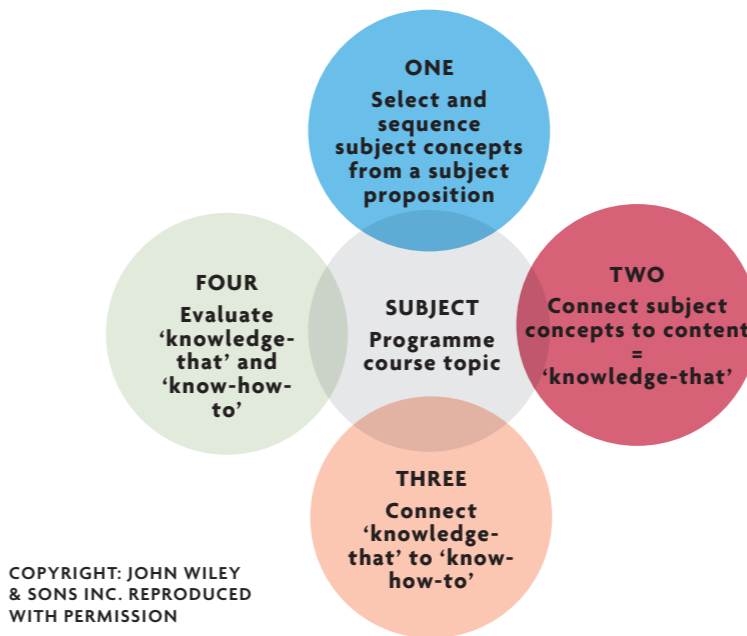 ONE
Select and
sequence
subject concepts
from a subject
proposition
TWO
Connect subject
concepts to content
=
‘knowledge-that’
SUBJECT
Programme
course topic
FOUR
Evaluate
‘knowledge-
that’ and
‘know-how-
to’
THREE
Connect
‘knowledge-
that’ to ‘know-
how-to’
COPYRIGHT: JOHN WILEY
& SONS INC. REPRODUCED
WITH PERMISSION